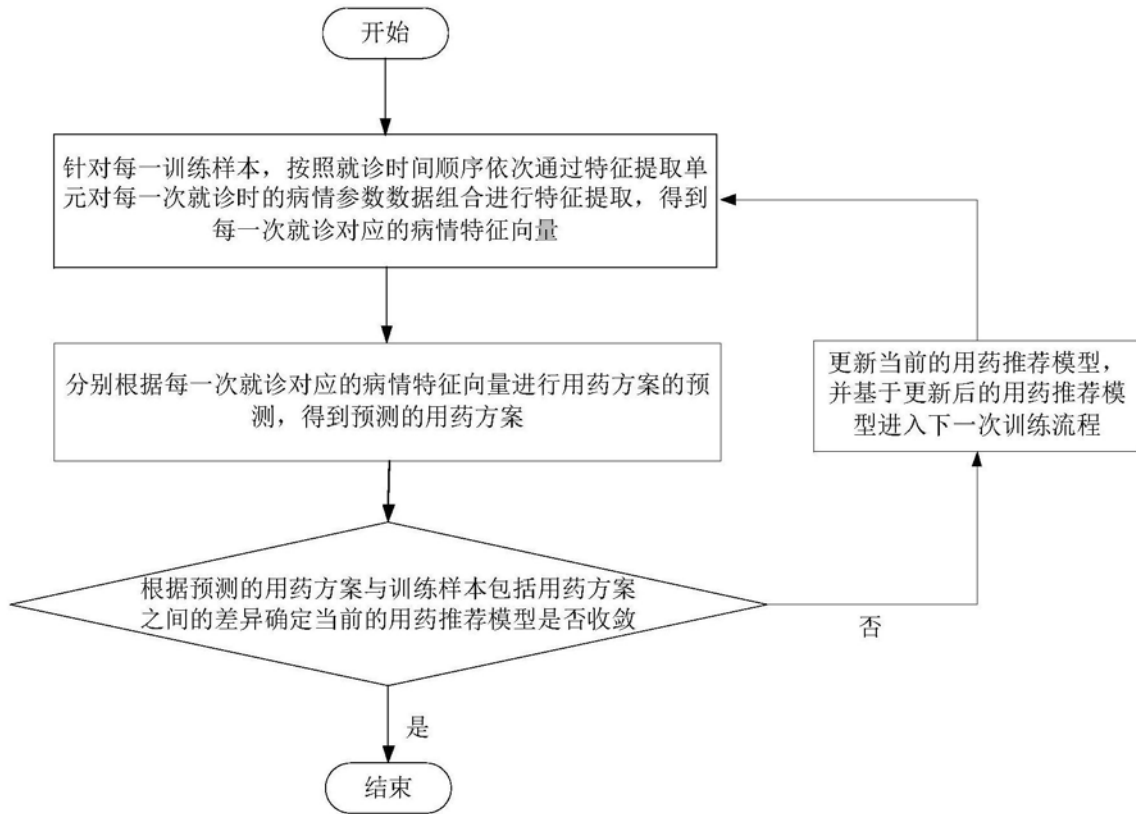 开始
针对每一训练样本，按照就诊时间顺序依次通过特征提取单
元对每一次就诊时的病情参数数据组合进行特征提取，得到
每一次就诊对应的病情特征向量
分别根据每一次就诊对应的病情特征向量进行用药方案的预
测，得到预测的用药方案
更新当前的用药推荐模型，
并基于更新后的用药推荐模
型进入下一次训练流程
根据预测的用药方案与训练样本包括用药方案
之间的差异确定当前的用药推荐模型是否收敛
否
是
结束